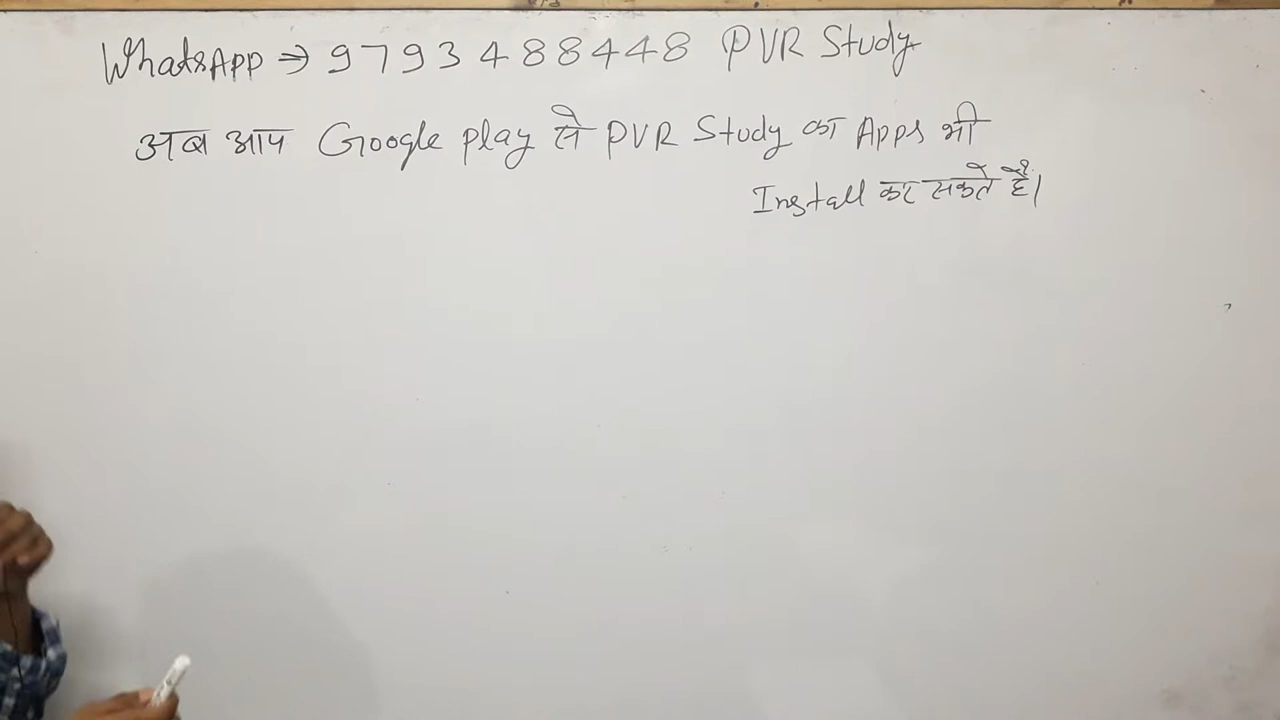 WhatsApp ⇒ 9793488448 PVR Study
अब आप Google play से PVR Study का Apps भी
Install कर सकते है।